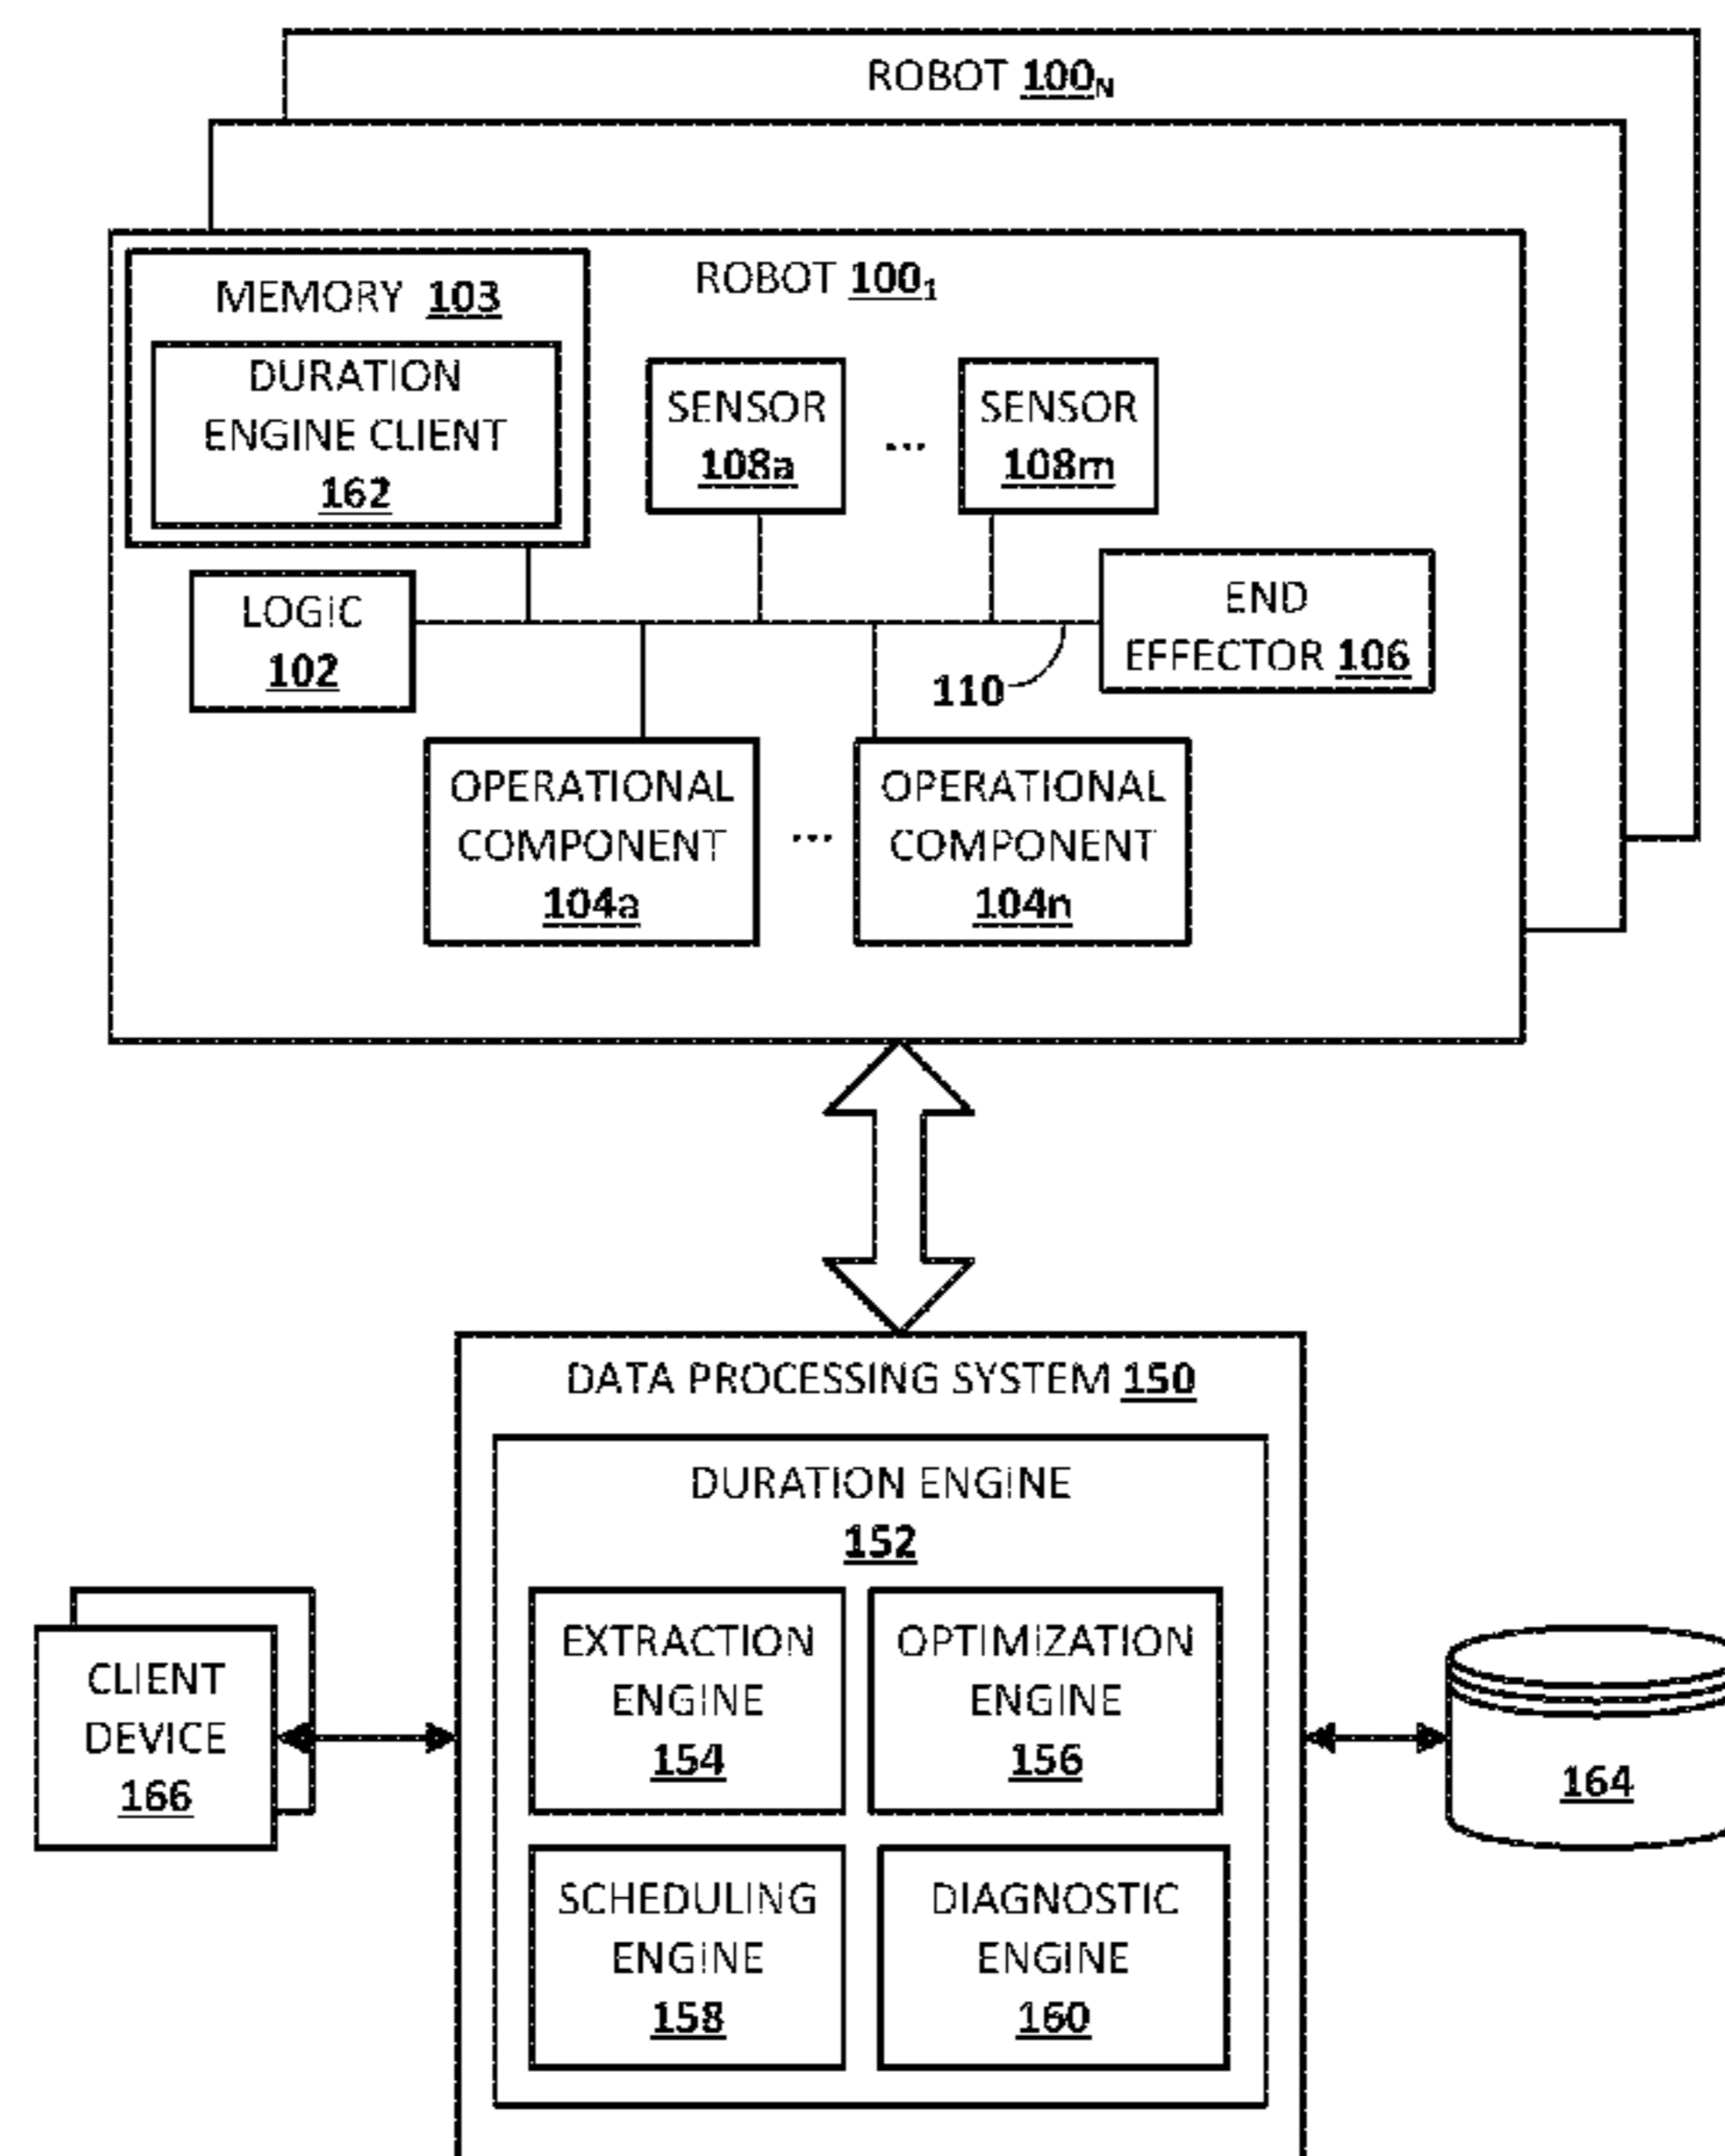 ROBOT 100N
ROBOT 1001
MEMORY 103
DURATION
ENGINE CLIENT
162
SENSOR
108a
...
SENSOR
108m
LOGIC
102
END
EFFECTOR 106
110
OPERATIONAL
COMPONENT
104a
...
OPERATIONAL
COMPONENT
104n
DATA PROCESSING SYSTEM 150
DURATION ENGINE
152
EXTRACTION
ENGINE
154
OPTIMIZATION
ENGINE
156
CLIENT
DEVICE
166
164
SCHEDULING
ENGINE
158
DIAGNOSTIC
ENGINE
160